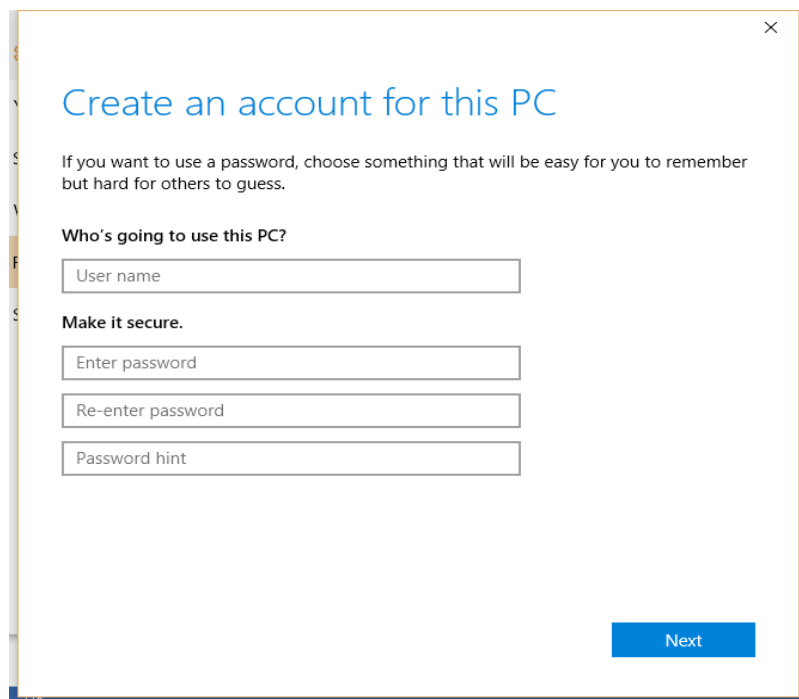 Create an account for this PC
If you want to use a password, choose something that will be easy for you to remember
but hard for others to guess.
Who's going to use this PC?
User name
Make it secure.
Enter password
Re-enter password
Password hint
Next